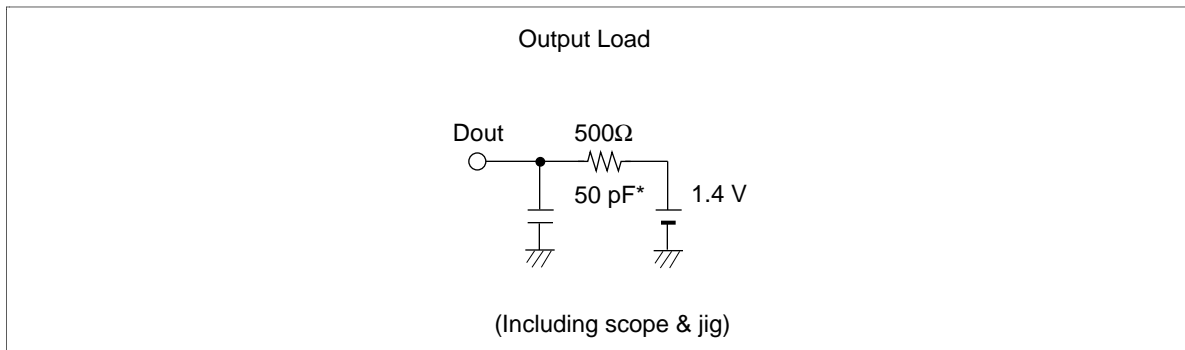 Output Load
Dout 500Ω
50 pF* 1.4 V
(Including scope & jig)